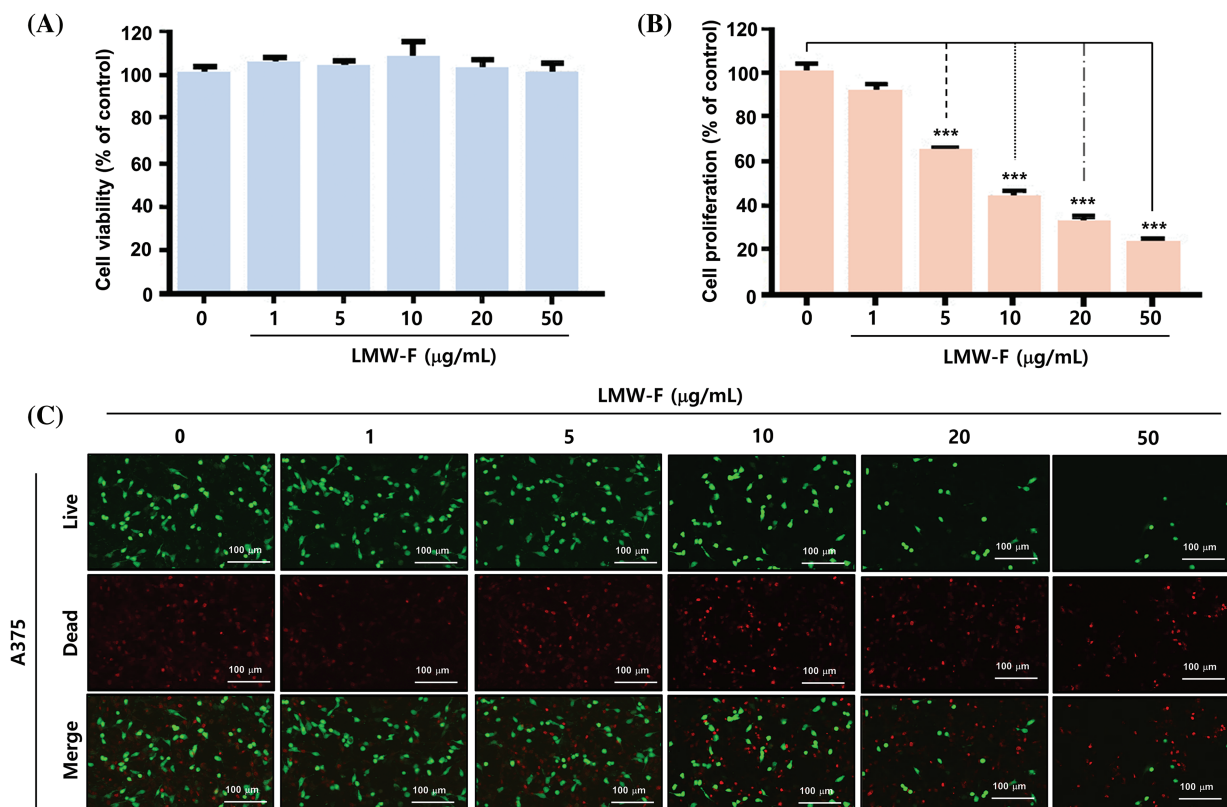 (A)
Cell viability (% of control)
120
100
80
60
40
20
0
0 1 5 10 20 50
LMW-F (μg/mL)
(B)
Cell proliferation (% of control)
120
100
80
60
40
20
0
***
***
***
***
0 1 5 10 20 50
LMW-F (μg/mL)
(C)
LMW-F (μg/mL)
0 1 5 10 20 50
A375
Live
100 μm 100 μm 100 μm 100 μm 100 μm 100 μm
Dead
100 μm 100 μm 100 μm 100 μm 100 μm 100 μm
Merge
100 μm 100 μm 100 μm 100 μm 100 μm 100 μm